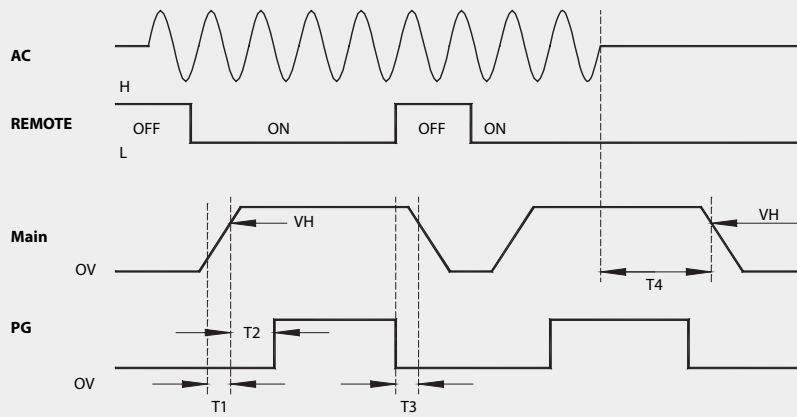 AC
H
REMOTE OFF ON OFF ON
L
VH VH
Main
OV
T4
PG
T2
OV
T1 T3